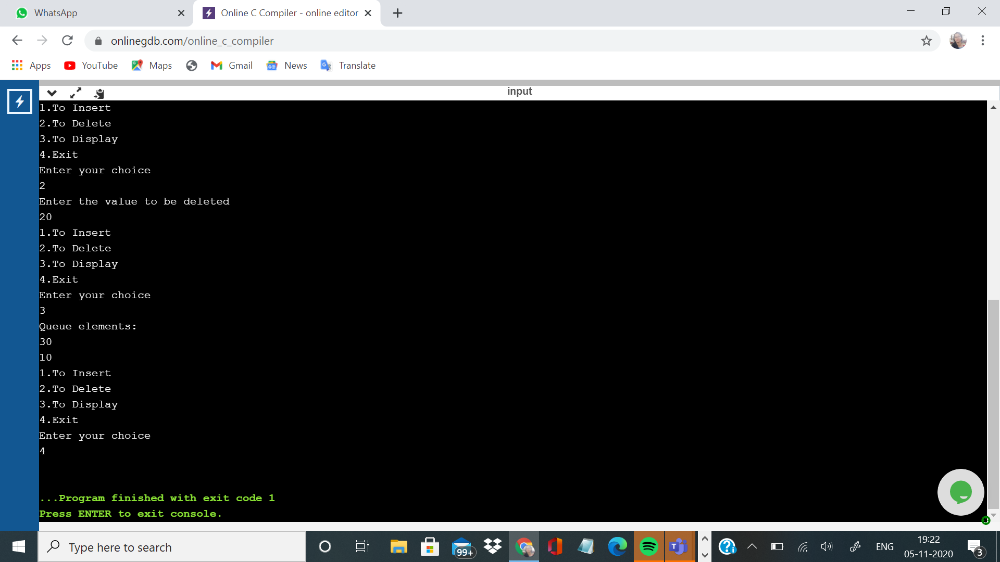 WhatsApp
Online C Compiler - online editor
onlinegdb.com/online_c_compiler
Apps YouTube Maps Gmail News Translate
input
1.To Insert
2.To Delete
3.To Display
4.Exit
Enter your choice
2
Enter the value to be deleted
20
1.To Insert
2.To Delete
3.To Display
4.Exit
Enter your choice
3
Queue elements:
30
10
1.To Insert
2.To Delete
3.To Display
4.Exit
Enter your choice
4
...Program finished with exit code 1
Press ENTER to exit console.
Type here to search
99+
ENG
19:22
05-11-2020
3